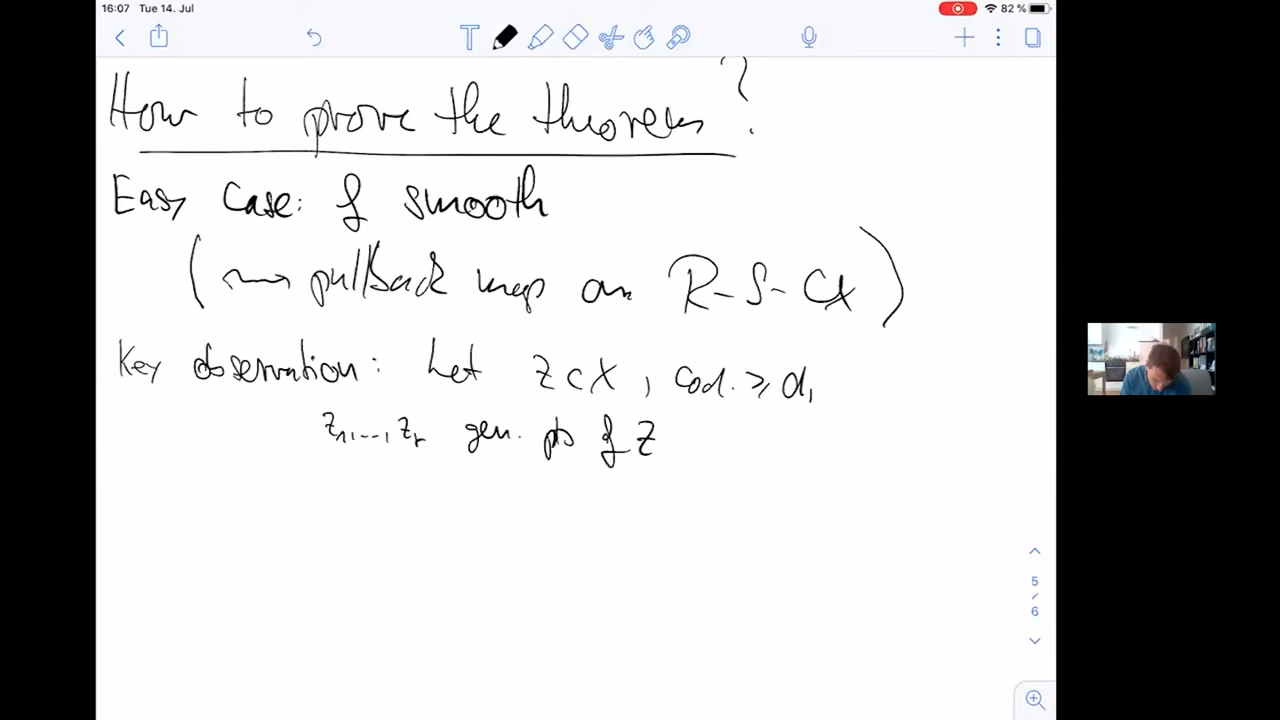 16:07 Tue 14. Jul
82 %
How to prove the theorem?
Easy Case: f smooth
(⇝ pullback map on R-S-Cx)
Key observation: Let Z ⊂ X, cod. ≥ d,
z₁,...,zᵣ gen. pts of Z
5
/
6